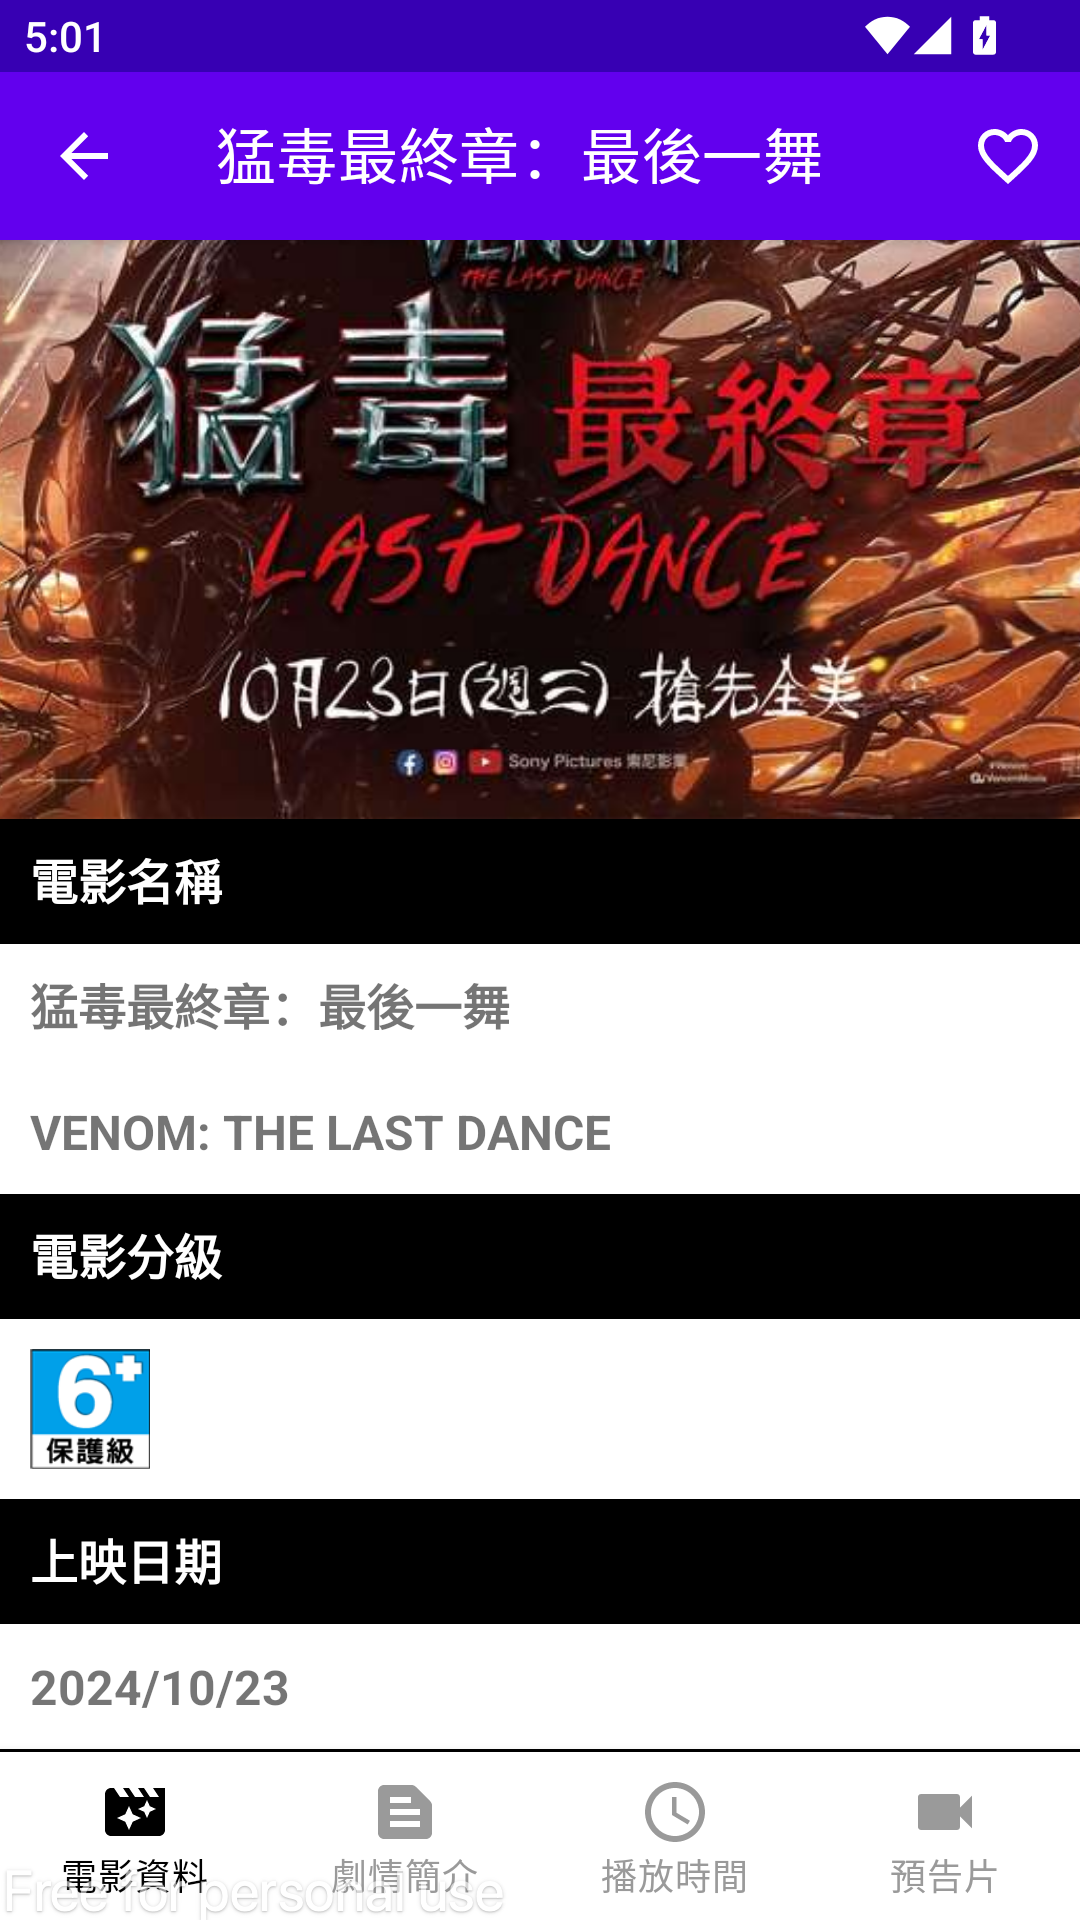 5:01
猛毒最終章：最後一舞
VENOM
THE LAST DANCE
猛毒 最終章
LAST DANCE
10月23日(週三) 搶先全美
Sony Pictures 索尼影業
電影名稱
猛毒最終章：最後一舞
VENOM: THE LAST DANCE
電影分級
6+
保護級
上映日期
2024/10/23
電影資料
劇情簡介
播放時間
預告片
Free for personal use